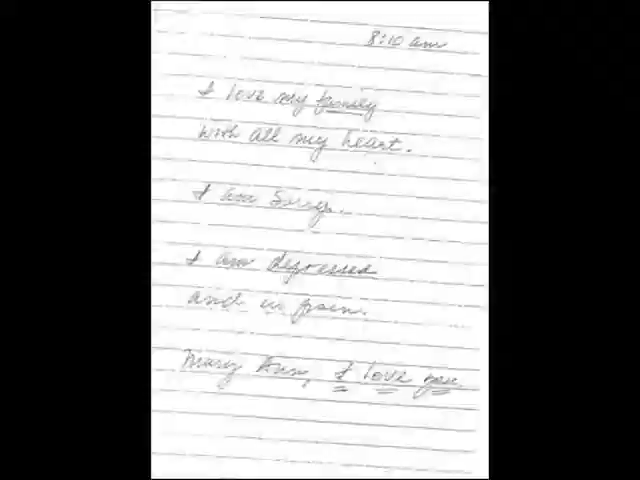 8:10 am
I love my family
with all my heart.
I am sorry.
I am depressed
and in pain.
Mary Ann, I love you